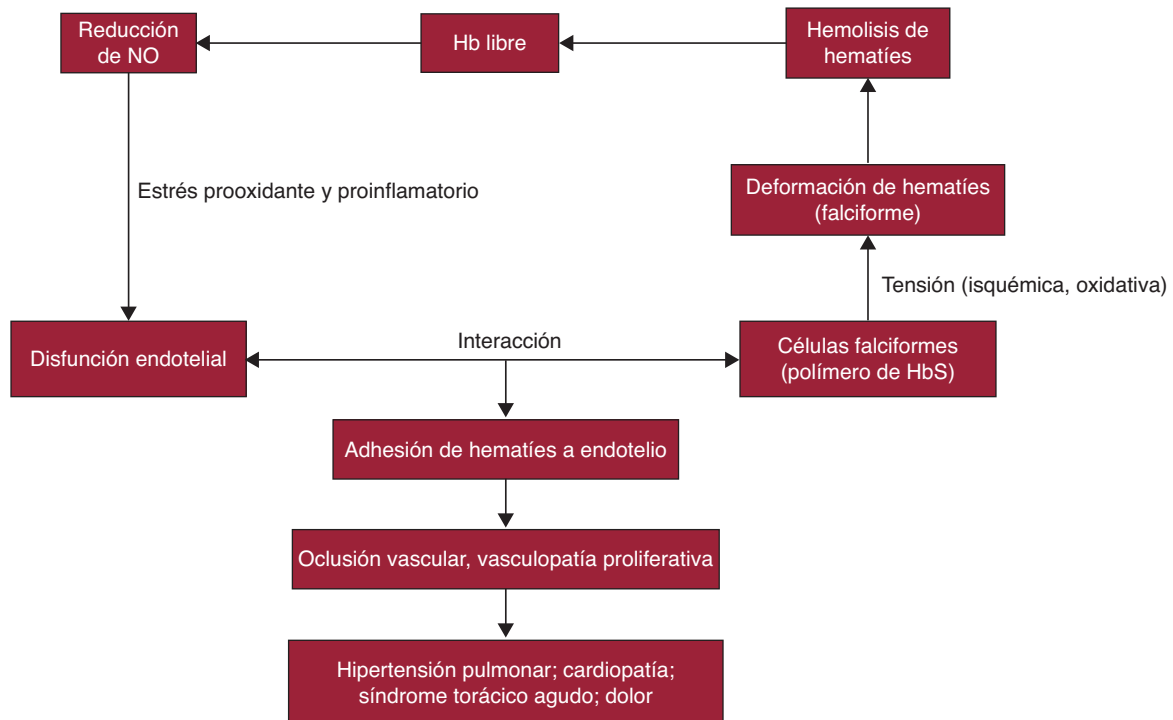 Reducción
de NO
Hb libre
Hemolisis de
hematíes
Estrés prooxidante y proinflamatorio
Deformación de hematíes
(falciforme)
Tensión (isquémica, oxidativa)
Disfunción endotelial
Interacción
Células falciformes
(polímero de HbS)
Adhesión de hematíes a endotelio
Oclusión vascular, vasculopatía proliferativa
Hipertensión pulmonar; cardiopatía;
síndrome torácico agudo; dolor